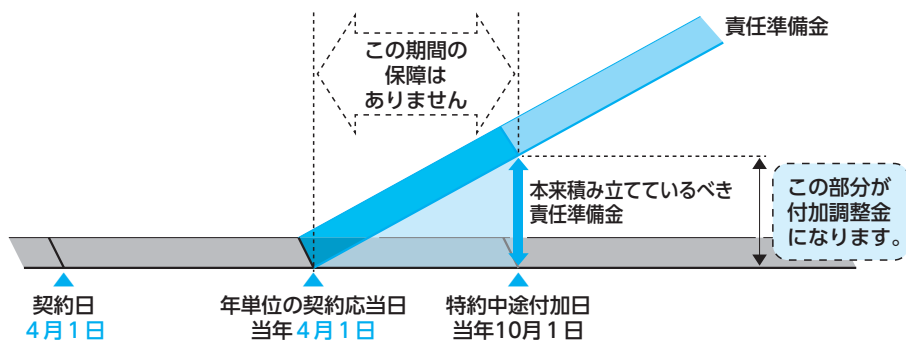 責任準備金
この期間の
保障は
ありません
本来積み立てているべき
責任準備金
この部分が
付加調整金
になります。
契約日
4月1日
年単位の契約応当日
当年4月1日
特約中途付加日
当年10月1日